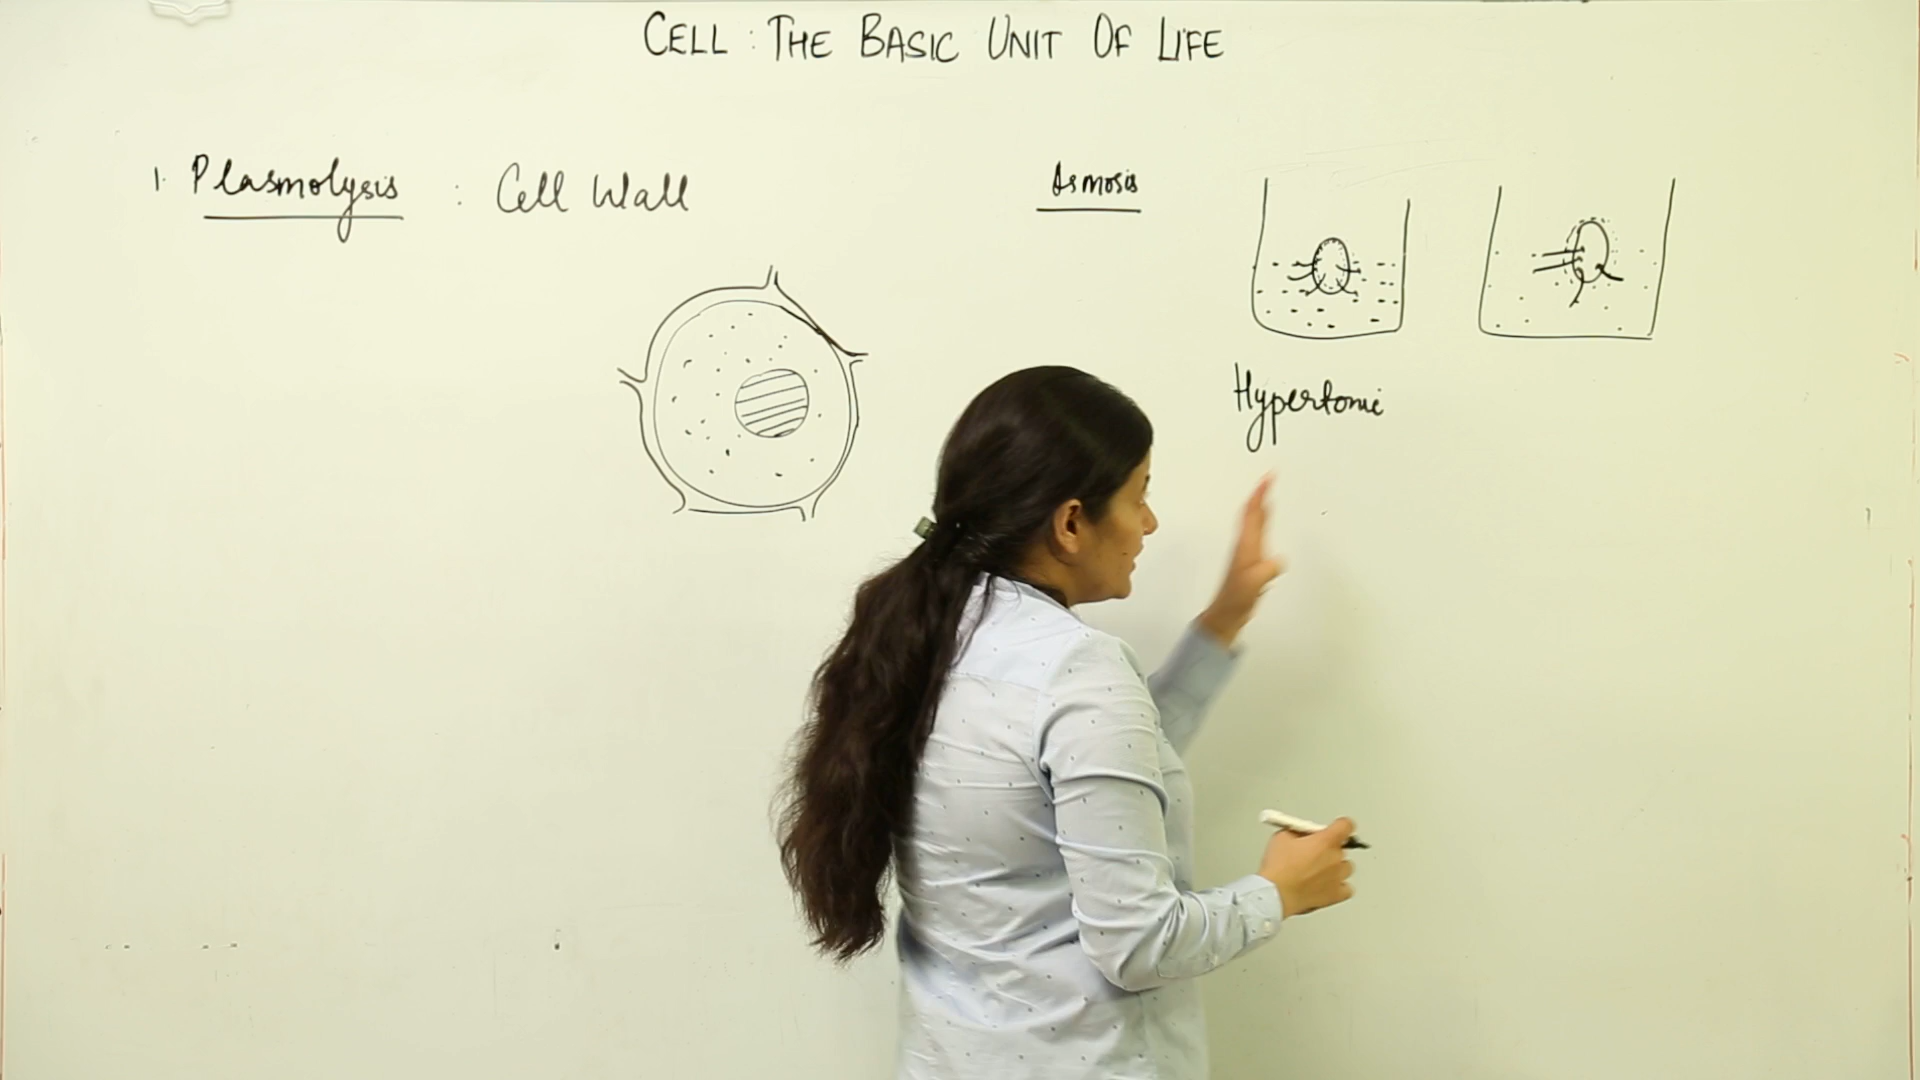 CELL : THE BASIC UNIT OF LIFE
1. Plasmolysis : Cell Wall
Osmosis
Hypertonic